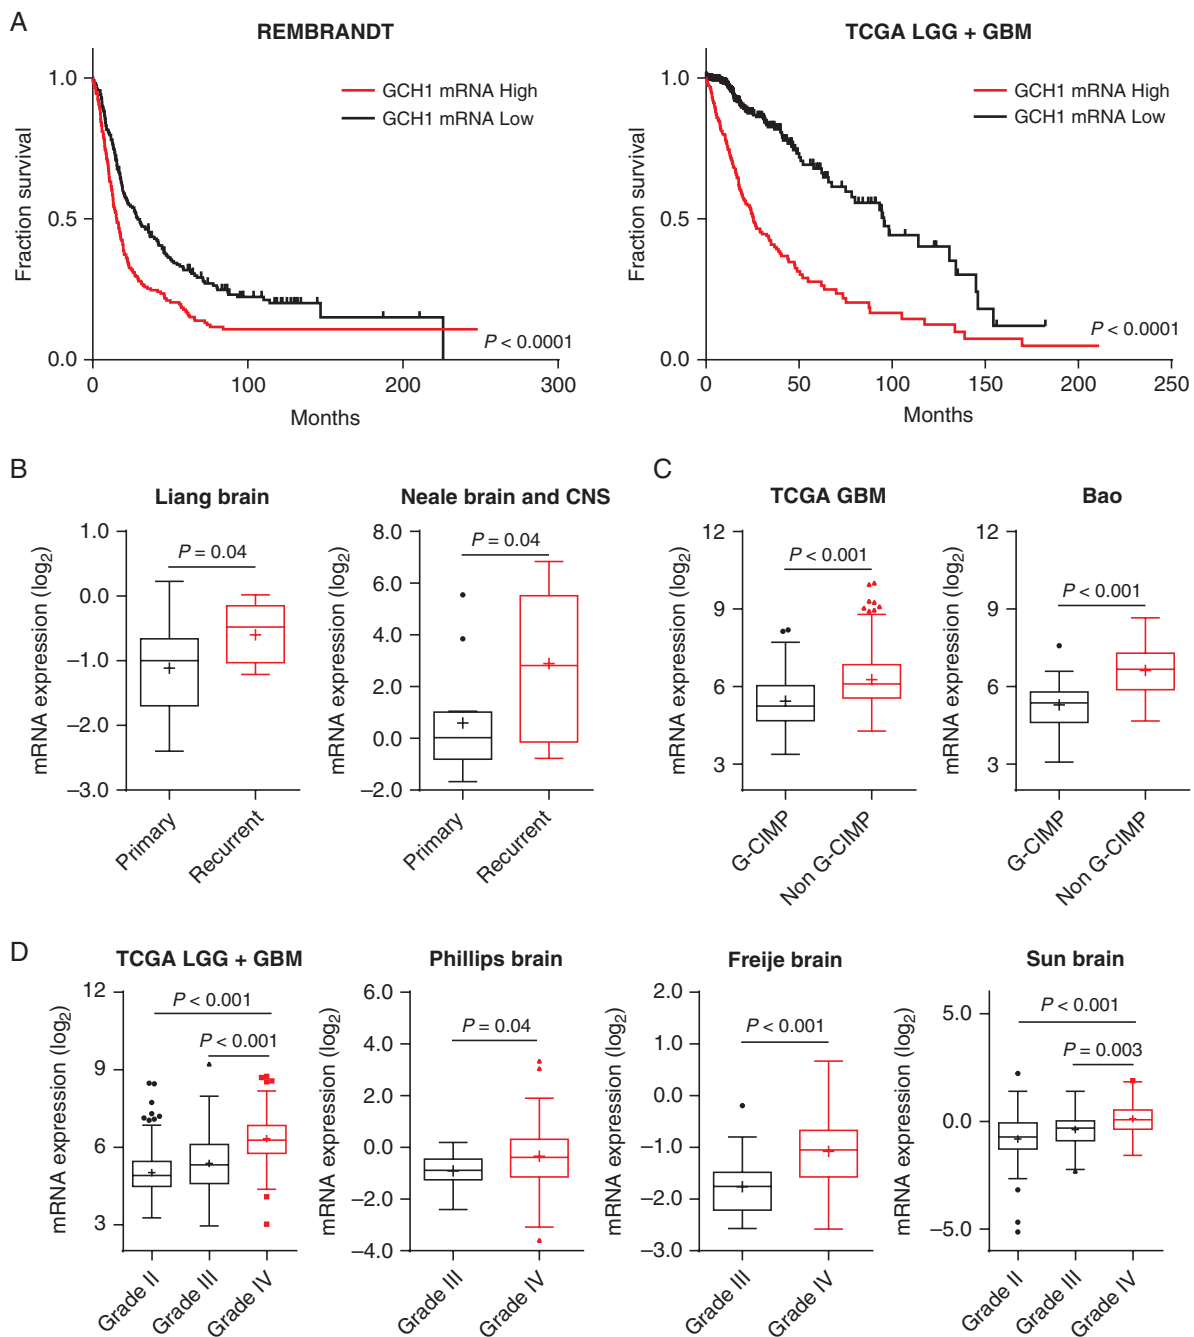 A
REMBRANDT
TCGA LGG + GBM
1.0
0.5
0.0
Fraction survival
GCH1 mRNA High
GCH1 mRNA Low
P < 0.0001
0
100
200
300
Months
1.0
0.5
0.0
Fraction survival
GCH1 mRNA High
GCH1 mRNA Low
P < 0.0001
0
50
100
150
200
250
Months
B
Liang brain
mRNA expression (log2)
1.0
0.0
–1.0
–2.0
–3.0
P = 0.04
Primary
Recurrent
Neale brain and CNS
mRNA expression (log2)
8.0
6.0
4.0
2.0
0.0
–2.0
P = 0.04
Primary
Recurrent
C
TCGA GBM
mRNA expression (log2)
12
9
6
3
P < 0.001
G-CIMP
Non G-CIMP
Bao
mRNA expression (log2)
12
9
6
3
P < 0.001
G-CIMP
Non G-CIMP
D
TCGA LGG + GBM
mRNA expression (log2)
12
9
6
3
P < 0.001
P < 0.001
Grade II
Grade III
Grade IV
Phillips brain
mRNA expression (log2)
6.0
4.0
2.0
0.0
–2.0
–4.0
P = 0.04
Grade III
Grade IV
Freije brain
mRNA expression (log2)
2.0
1.0
0.0
–1.0
–2.0
–3.0
P < 0.001
Grade III
Grade IV
Sun brain
mRNA expression (log2)
5.0
0.0
–5.0
P < 0.001
P = 0.003
Grade II
Grade III
Grade IV